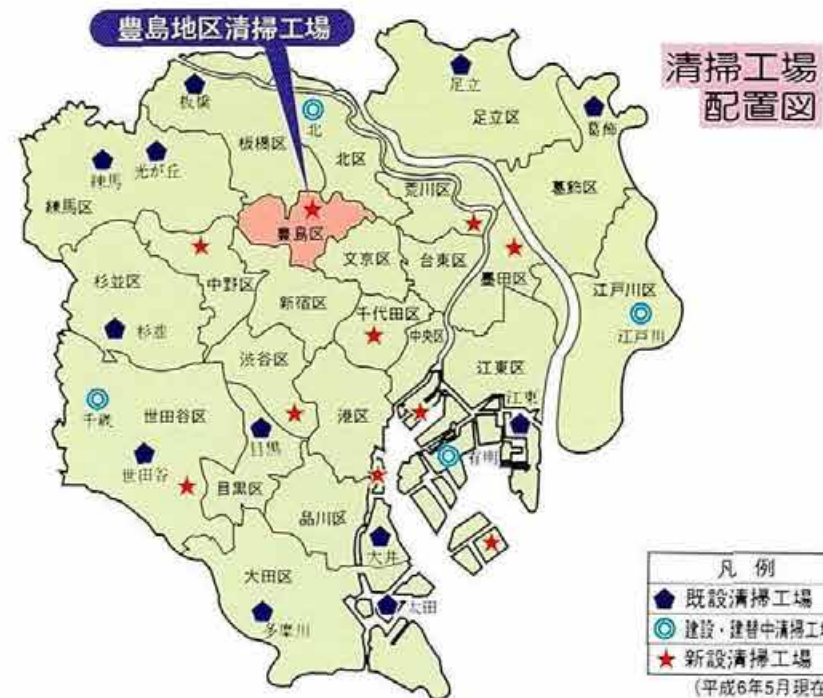 豊島地区清掃工場
清掃工場
配置図
足立
板橋
北
葛飾
足立区
板橋区
北区
練馬
光が丘
荒川区
葛飾区
練馬区
豊島区
文京区
台東区
墨田区
杉並区
中野区
江戸川区
新宿区
千代田区
杉並
中央区
江戸川
渋谷区
江東区
千歳
世田谷区
港区
江東
目黒
世田谷
有明
目黒区
品川区
大井
大田区
大田
多摩川
凡例
既設清掃工場
建設・建替中清掃工場
新設清掃工場
(平成6年5月現在